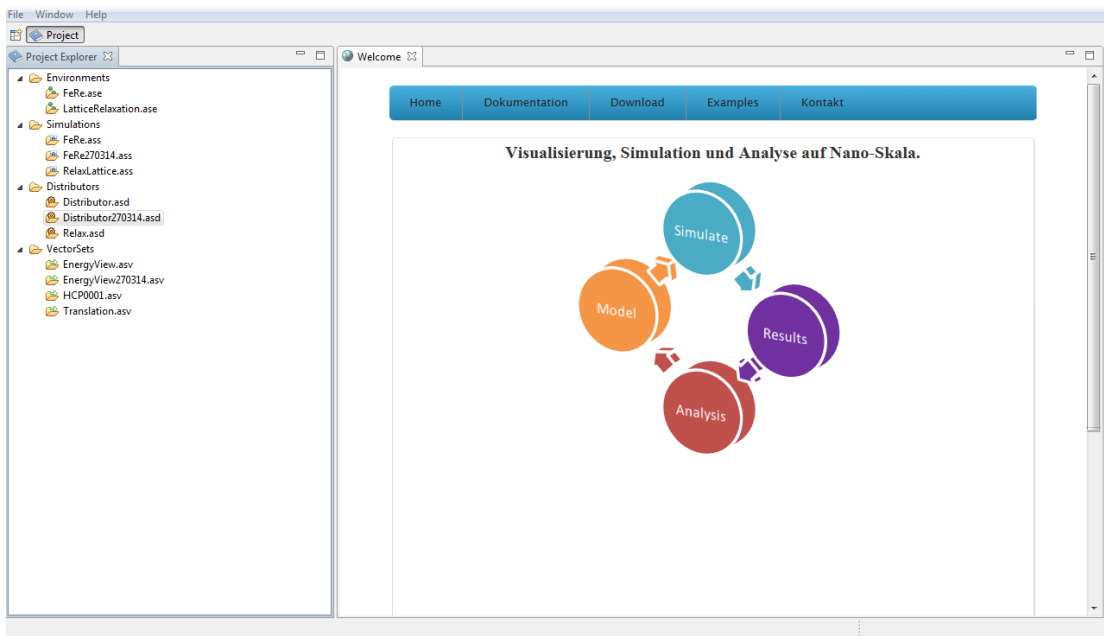 File Window Help
Project
Project Explorer
Environments
FeRe.ase
LatticeRelaxation.ase
Simulations
FeRe.ass
FeRe270314.ass
RelaxLattice.ass
Distributors
Distributor.asd
Distributor270314.asd
Relax.asd
VectorSets
EnergyView.asv
EnergyView270314.asv
HCP0001.asv
Translation.asv
Welcome
Home Dokumentation Download Examples Kontakt
Visualisierung, Simulation und Analyse auf Nano-Skala.
Simulate
Model
Results
Analysis